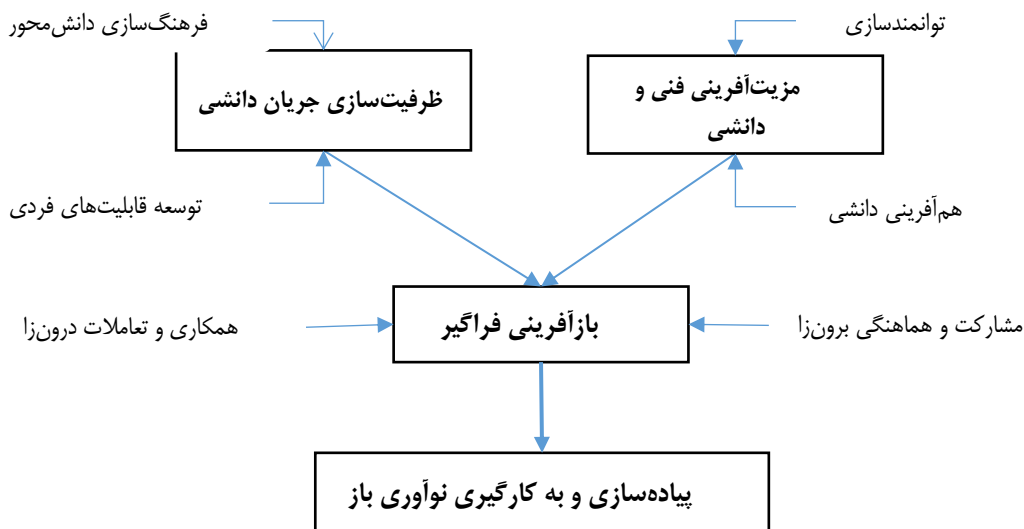 توانمندسازی
فرهنگ‌سازی دانش‌محور
مزیت‌آفرینی فنی و
دانشی
ظرفیت‌سازی جریان دانشی
هم‌آفرینی دانشی
توسعه قابلیت‌های فردی
مشارکت و هماهنگی برون‌زا
بازآفرینی فراگیر
همکاری و تعاملات درون‌زا
پیاده‌سازی و به کارگیری نوآوری باز